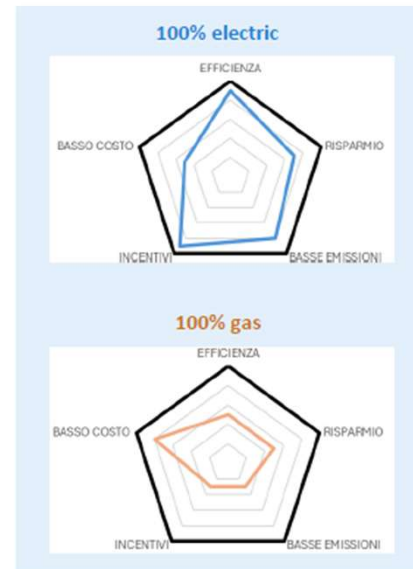 100% electric
EFFICIENZA
BASSO COSTO
RISPARMIO
INCENTIVI
BASSE EMISSIONI
100% gas
EFFICIENZA
BASSO COSTO
RISPARMIO
INCENTIVI
BASSE EMISSIONI